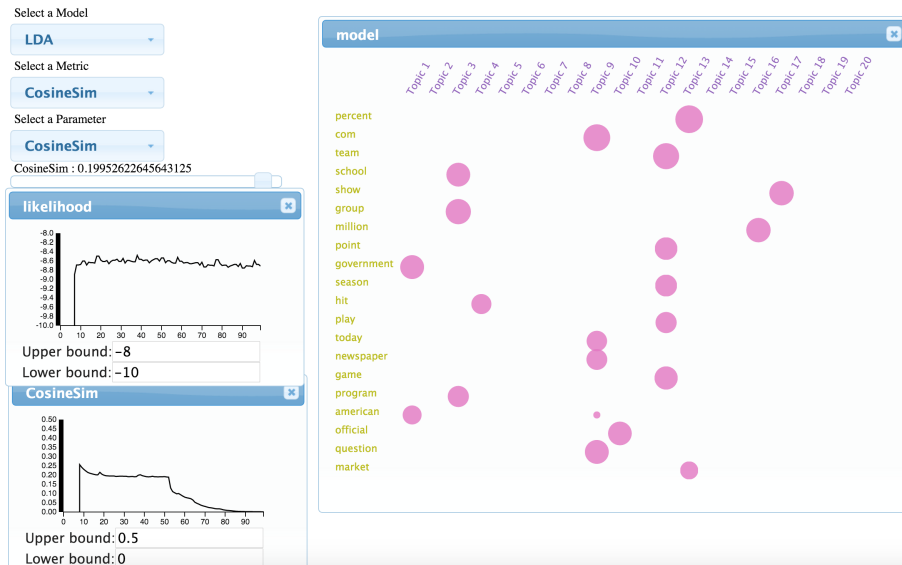 Select a Model
LDA
Select a Metric
CosineSim
Select a Parameter
CosineSim
CosineSim : 0.19952622645643125
likelihood
-8.0
-8.2
-8.4
-8.6
-8.8
-9.0
-9.2
-9.4
-9.6
-9.8
-10.0
0 10 20 30 40 50 60 70 80 90
Upper bound: -8
Lower bound: -10
CosineSim
0.50
0.45
0.40
0.35
0.30
0.25
0.20
0.15
0.10
0.05
0.00
0 10 20 30 40 50 60 70 80 90
Upper bound: 0.5
Lower bound: 0
model
Topic 1
Topic 2
Topic 3
Topic 4
Topic 5
Topic 6
Topic 7
Topic 8
Topic 9
Topic 10
Topic 11
Topic 12
Topic 13
Topic 14
Topic 15
Topic 16
Topic 17
Topic 18
Topic 19
Topic 20
percent
com
team
school
show
group
million
point
government
season
hit
play
today
newspaper
game
program
american
official
question
market